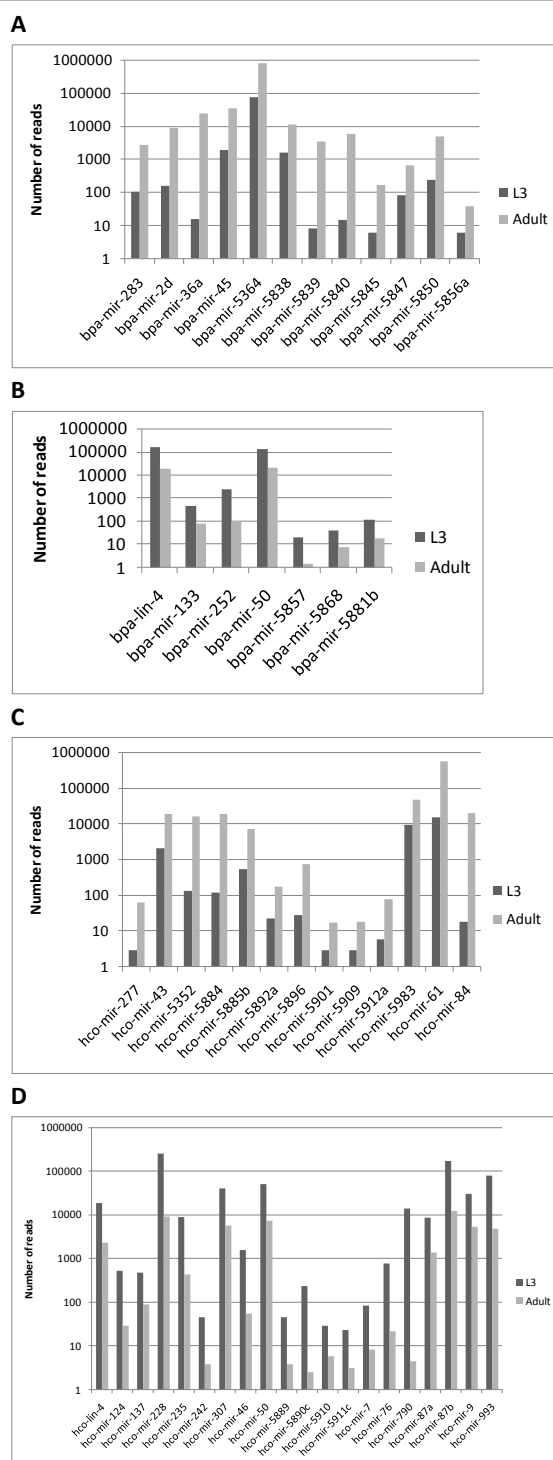 A
Number of reads
1000000
100000
10000
1000
100
10
1
L3
Adult
bpa-mir-283
bpa-mir-2d
bpa-mir-36a
bpa-mir-45
bpa-mir-5364
bpa-mir-5838
bpa-mir-5839
bpa-mir-5840
bpa-mir-5845
bpa-mir-5847
bpa-mir-5850
bpa-mir-5856a
B
Number of reads
1000000
100000
10000
1000
100
10
1
L3
Adult
bpa-lin-4
bpa-mir-133
bpa-mir-252
bpa-mir-50
bpa-mir-5857
bpa-mir-5868
bpa-mir-5881b
C
Number of reads
1000000
100000
10000
1000
100
10
1
L3
Adult
hco-mir-277
hco-mir-43
hco-mir-5352
hco-mir-5884
hco-mir-5885b
hco-mir-5892a
hco-mir-5896
hco-mir-5901
hco-mir-5909
hco-mir-5912a
hco-mir-5983
hco-mir-61
hco-mir-84
D
Number of reads
1000000
100000
10000
1000
100
10
1
L3
Adult
hco-lin-4
hco-mir-124
hco-mir-137
hco-mir-228
hco-mir-235
hco-mir-242
hco-mir-307
hco-mir-46
hco-mir-50
hco-mir-5889
hco-mir-5890c
hco-mir-5910
hco-mir-5911c
hco-mir-7
hco-mir-76
hco-mir-790
hco-mir-87a
hco-mir-87b
hco-mir-9
hco-mir-993